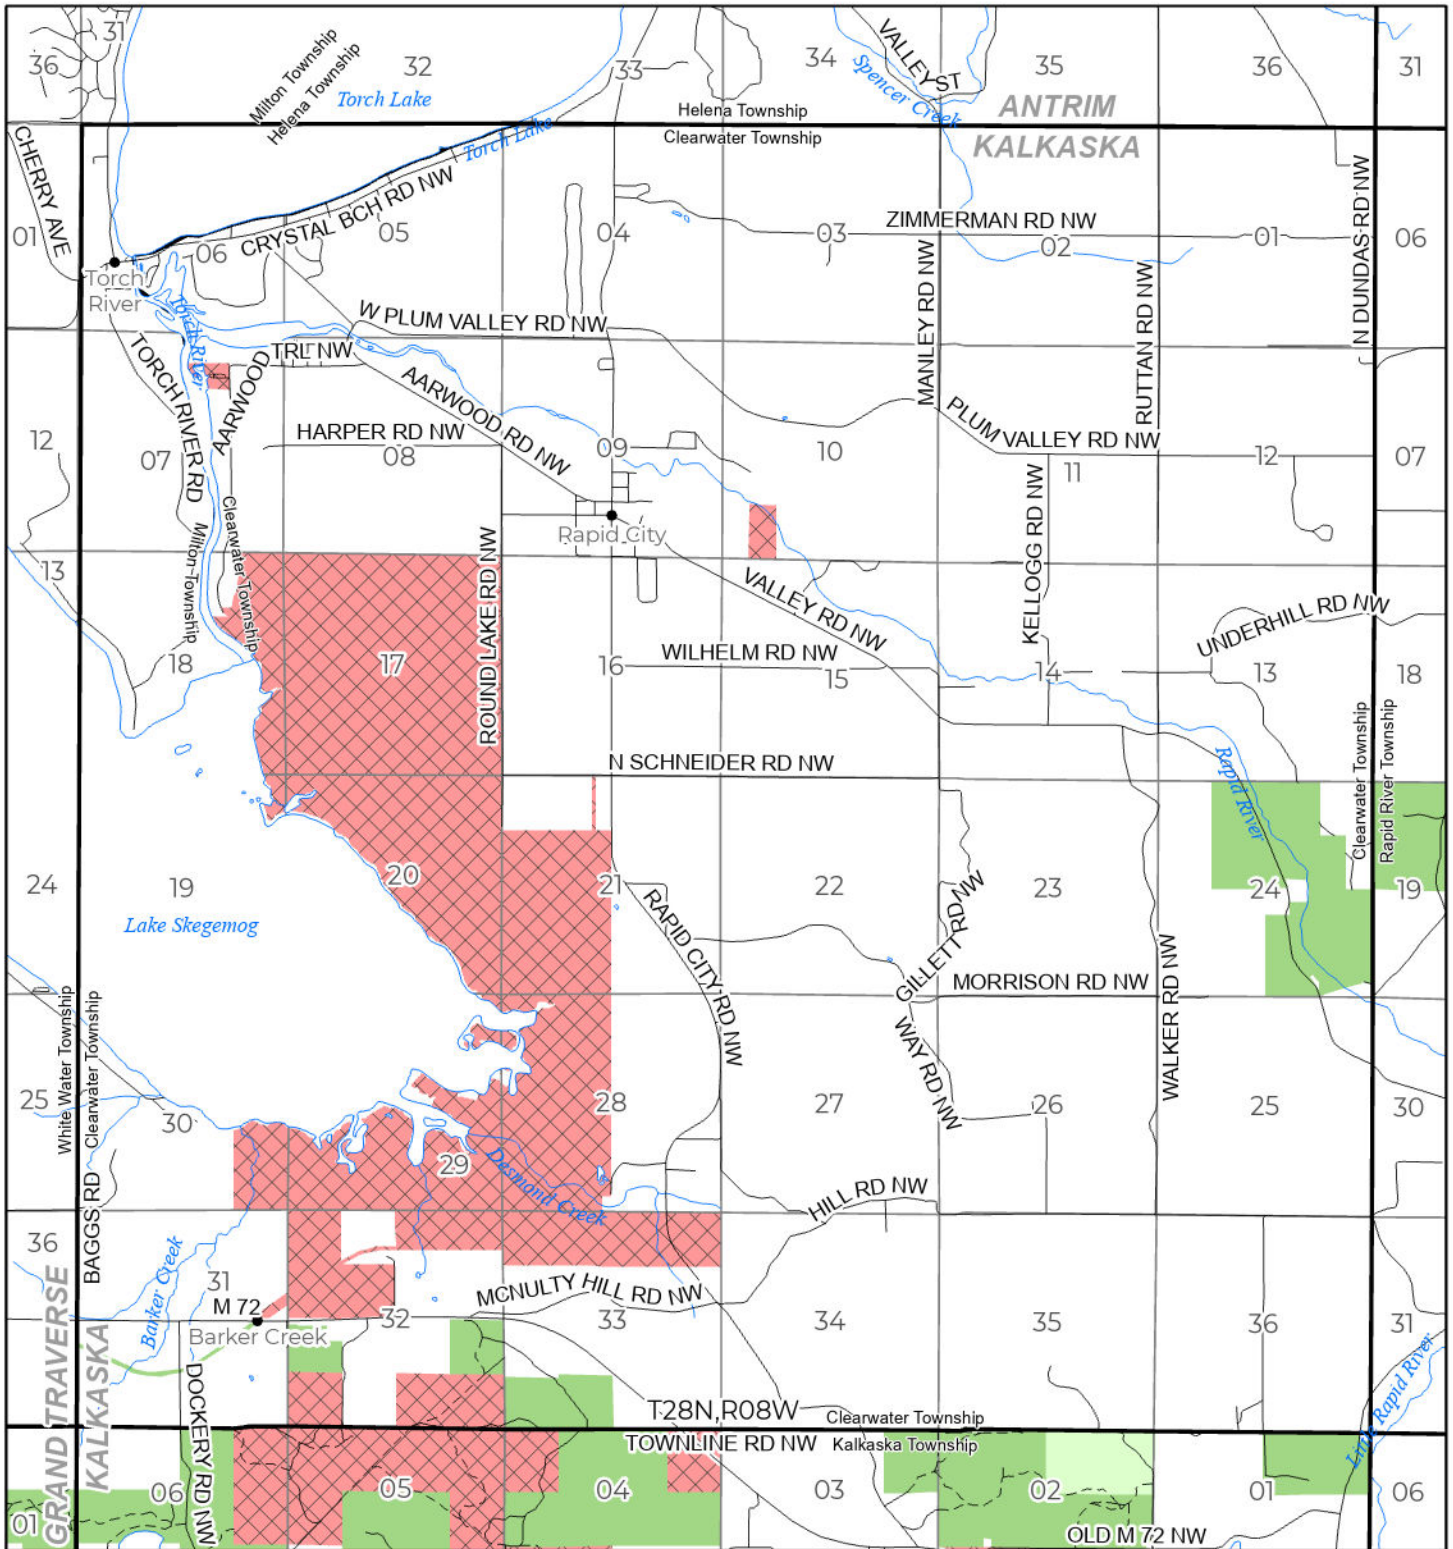 31
36
32
33
34
35
36
31
Milton Township
Helena Township
Torch Lake
VALLEY ST
Spencer Creek
ANTRIM
KALKASKA
Helena Township
Clearwater Township
Torch Lake
CHERRY AVE
CRYSTAL BCH RD NW
ZIMMERMAN RD NW
N DUNDAS RD NW
01
06
05
04
03
02
01
06
MANLEY RD NW
RUTTAN RD NW
Torch
River
Torch River
W PLUM VALLEY RD NW
TORCH RIVER RD
AARWOOD
TRL NW
AARWOOD RD NW
HARPER RD NW
PLUM
VALLEY RD NW
12
07
08
09
10
11
12
07
KELLOGG RD NW
Milton Township
Clearwater Township
ROUND LAKE RD NW
Rapid City
VALLEY RD NW
UNDERHILL RD NW
13
18
17
16
WILHELM RD NW
15
14
13
18
N SCHNEIDER RD NW
Rapid River
Clearwater Township
Rapid River Township
24
19
20
21
22
23
24
19
Lake Skegemog
RAPID CITY RD NW
GILLETT RD NW
MORRISON RD NW
WALKER RD NW
WAY RD NW
White Water Township
Clearwater Township
25
30
29
28
27
26
25
30
Desmond Creek
HILL RD NW
BAGGS RD
36
31
Barker Creek
M 72
MCNULTY HILL RD NW
32
33
34
35
36
31
Barker Creek
GRAND TRAVERSE
KALKASKA
DOCKERY RD NW
T28N,R08W
Clearwater Township
TOWNLINE RD NW
Kalkaska Township
Little Rapid River
01
06
05
04
03
02
01
06
OLD M 72 NW